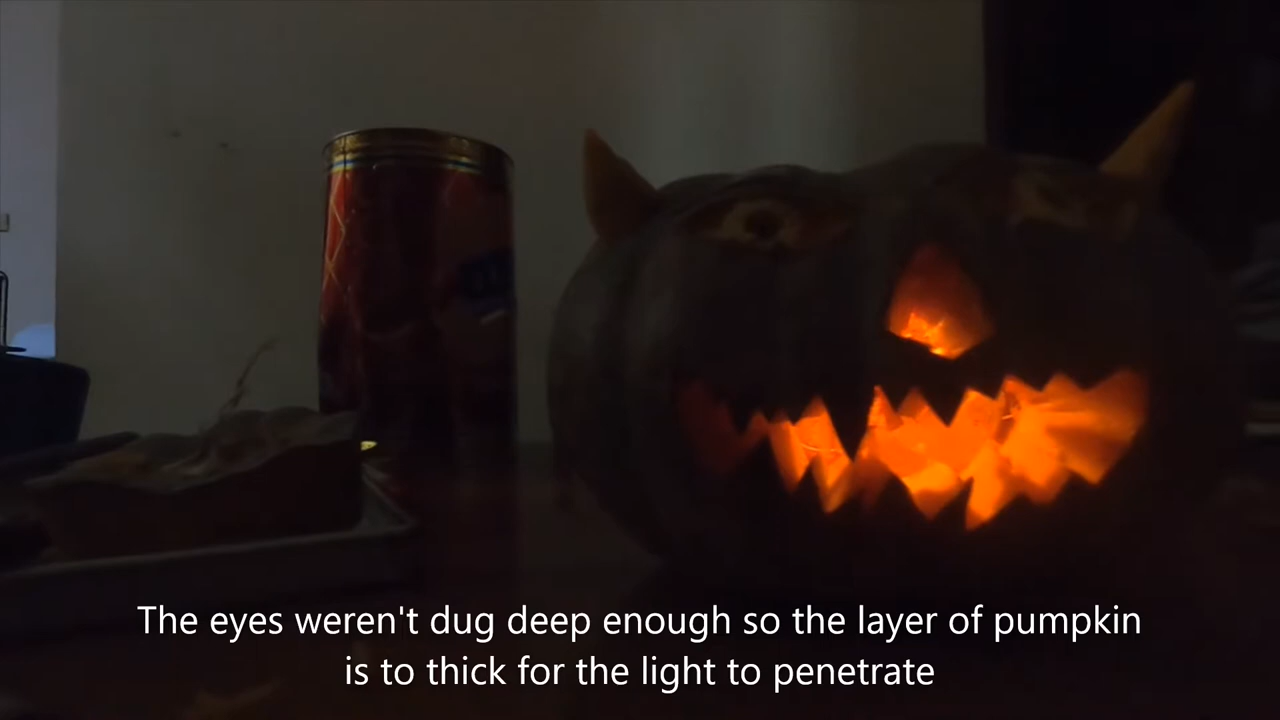 The eyes weren't dug deep enough so the layer of pumpkin
is to thick for the light to penetrate